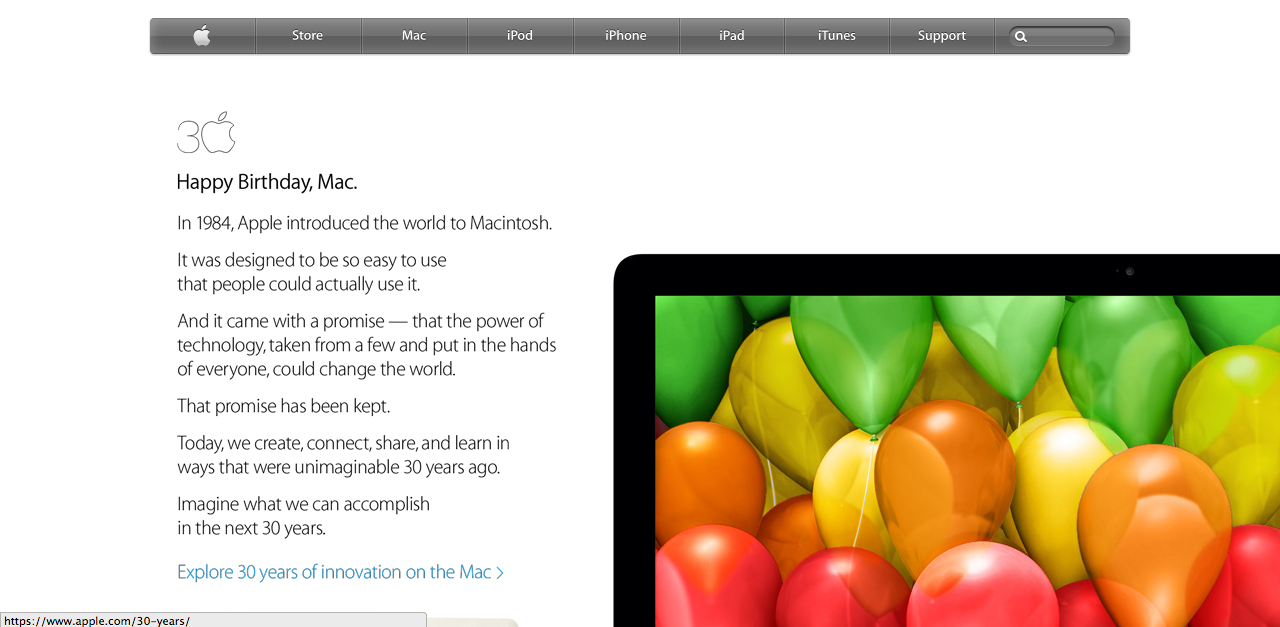 Store Mac iPod iPhone iPad iTunes Support
30
Happy Birthday, Mac.
In 1984, Apple introduced the world to Macintosh.
It was designed to be so easy to use
that people could actually use it.
And it came with a promise — that the power of
technology, taken from a few and put in the hands
of everyone, could change the world.
That promise has been kept.
Today, we create, connect, share, and learn in
ways that were unimaginable 30 years ago.
Imagine what we can accomplish
in the next 30 years.
Explore 30 years of innovation on the Mac >
https://www.apple.com/30-years/